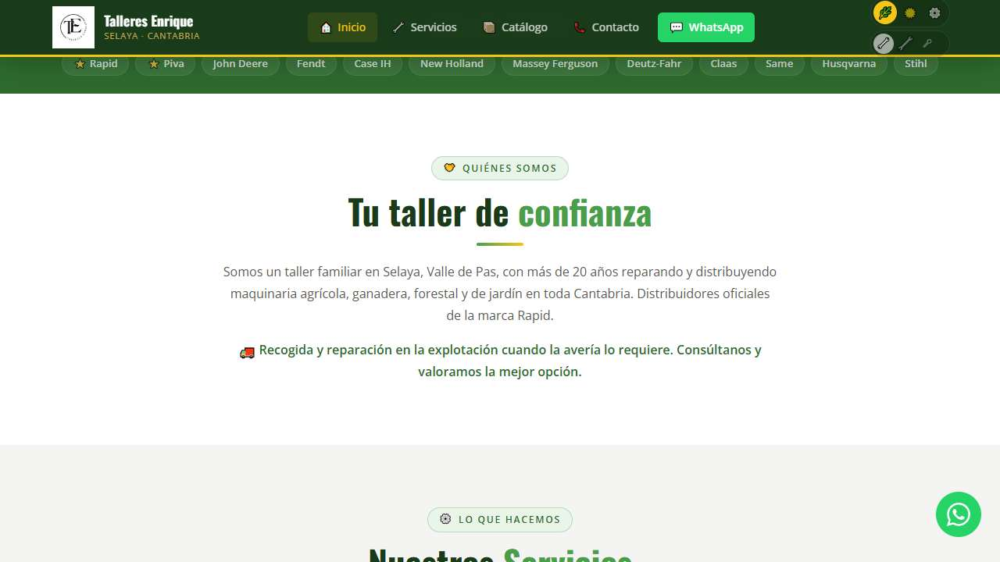 TE
Talleres Enrique
SELAYA · CANTABRIA
Inicio
Servicios
Catálogo
Contacto
WhatsApp
Rapid
Piva
John Deere
Fendt
Case IH
New Holland
Massey Ferguson
Deutz-Fahr
Claas
Same
Husqvarna
Stihl
QUIÉNES SOMOS
Tu taller de confianza
Somos un taller familiar en Selaya, Valle de Pas, con más de 20 años reparando y distribuyendo
maquinaria agrícola, ganadera, forestal y de jardín en toda Cantabria. Distribuidores oficiales
de la marca Rapid.
Recogida y reparación en la explotación cuando la avería lo requiere. Consúltanos y
valoramos la mejor opción.
LO QUE HACEMOS
Nuestros Servicios